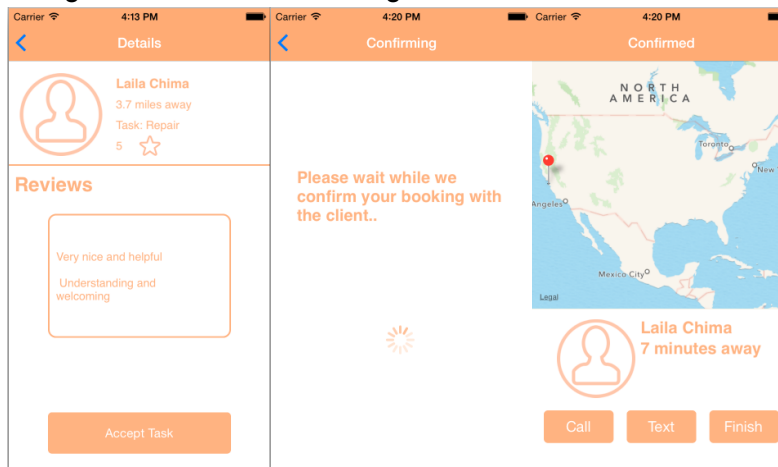 Carrier 4:13 PM
Details
Laila Chima
3.7 miles away
Task: Repair
5
Reviews
Very nice and helpful
Understanding and
welcoming
Accept Task
Carrier 4:20 PM
Confirming
Please wait while we
confirm your booking with
the client..
Carrier 4:20 PM
Confirmed
NORTH
AMERICA
Toronto
New
Angeles
Mexico City
Legal
Laila Chima
7 minutes away
Call Text Finish